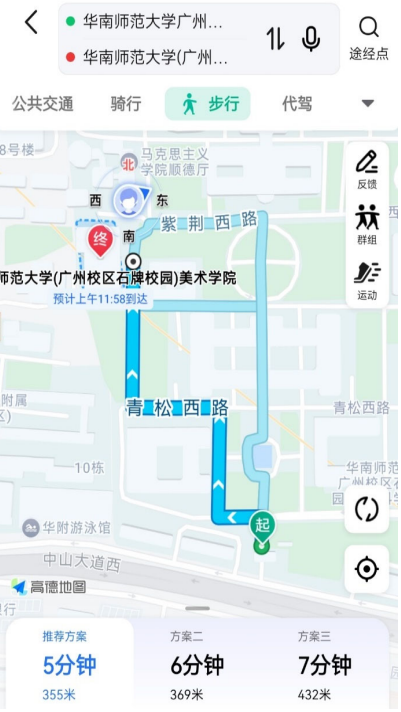 华南师范大学广州...
华南师范大学(广州...
途经点
公共交通
骑行
步行
代驾
8号楼
马克思主义
学院顺德厅
北
西
东
南
终
紫荆西路
师范大学(广州校区石牌校园)美术学院
预计上午11:58到达
反馈
群组
运动
附属
区)
青松西路
青松西路
10栋
华南师范
广州校区石
起
华附游泳馆
中山大道西
高德地图
银行
推荐方案
5分钟
355米
方案二
6分钟
369米
方案三
7分钟
432米